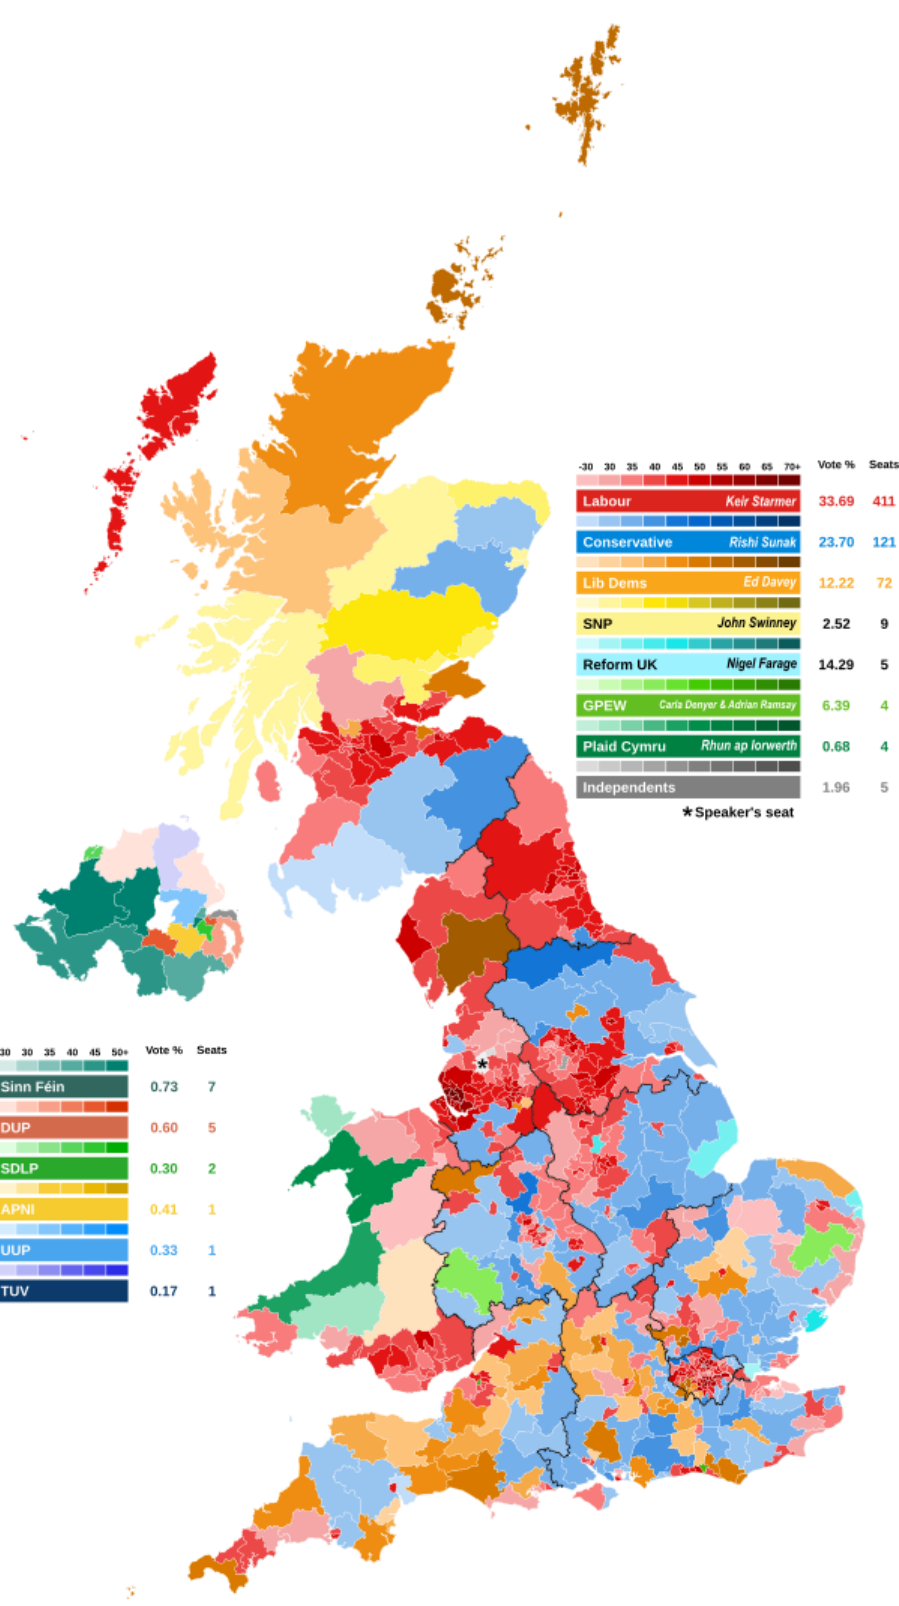 -30 30 35 40 45 50 55 60 65 70+ Vote % Seats
Labour Keir Starmer 33.69 411
Conservative Rishi Sunak 23.70 121
Lib Dems Ed Davey 12.22 72
SNP John Swinney 2.52 9
Reform UK Nigel Farage 14.29 5
GPEW Carla Denyer & Adrian Ramsay 6.39 4
Plaid Cymru Rhun ap Iorwerth 0.68 4
Independents 1.96 5
*Speaker's seat
*
30 30 35 40 45 50+ Vote % Seats
Sinn Féin 0.73 7
DUP 0.60 5
SDLP 0.30 2
APNI 0.41 1
UUP 0.33 1
TUV 0.17 1